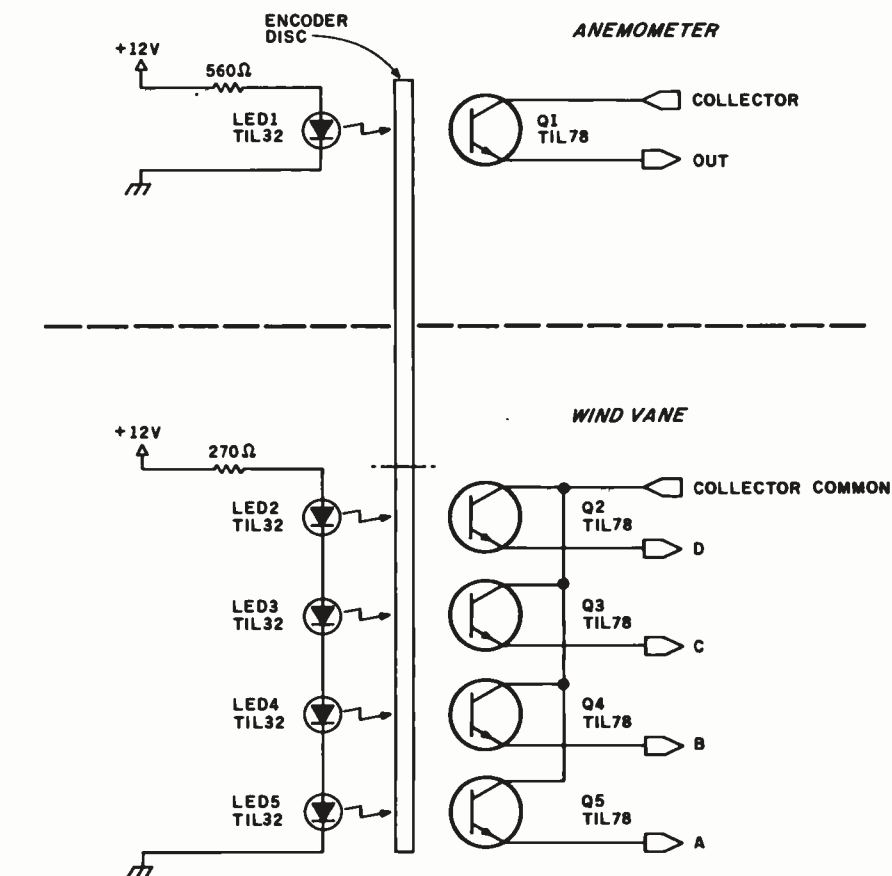 ENCODER
DISC
ANEMOMETER
+12V
560Ω
LED1
TIL32
Q1
TIL78
COLLECTOR
OUT
WIND VANE
+12V
270Ω
LED2
TIL32
Q2
TIL78
COLLECTOR COMMON
D
LED3
TIL32
Q3
TIL78
C
LED4
TIL32
Q4
TIL78
B
LED5
TIL32
Q5
TIL78
A